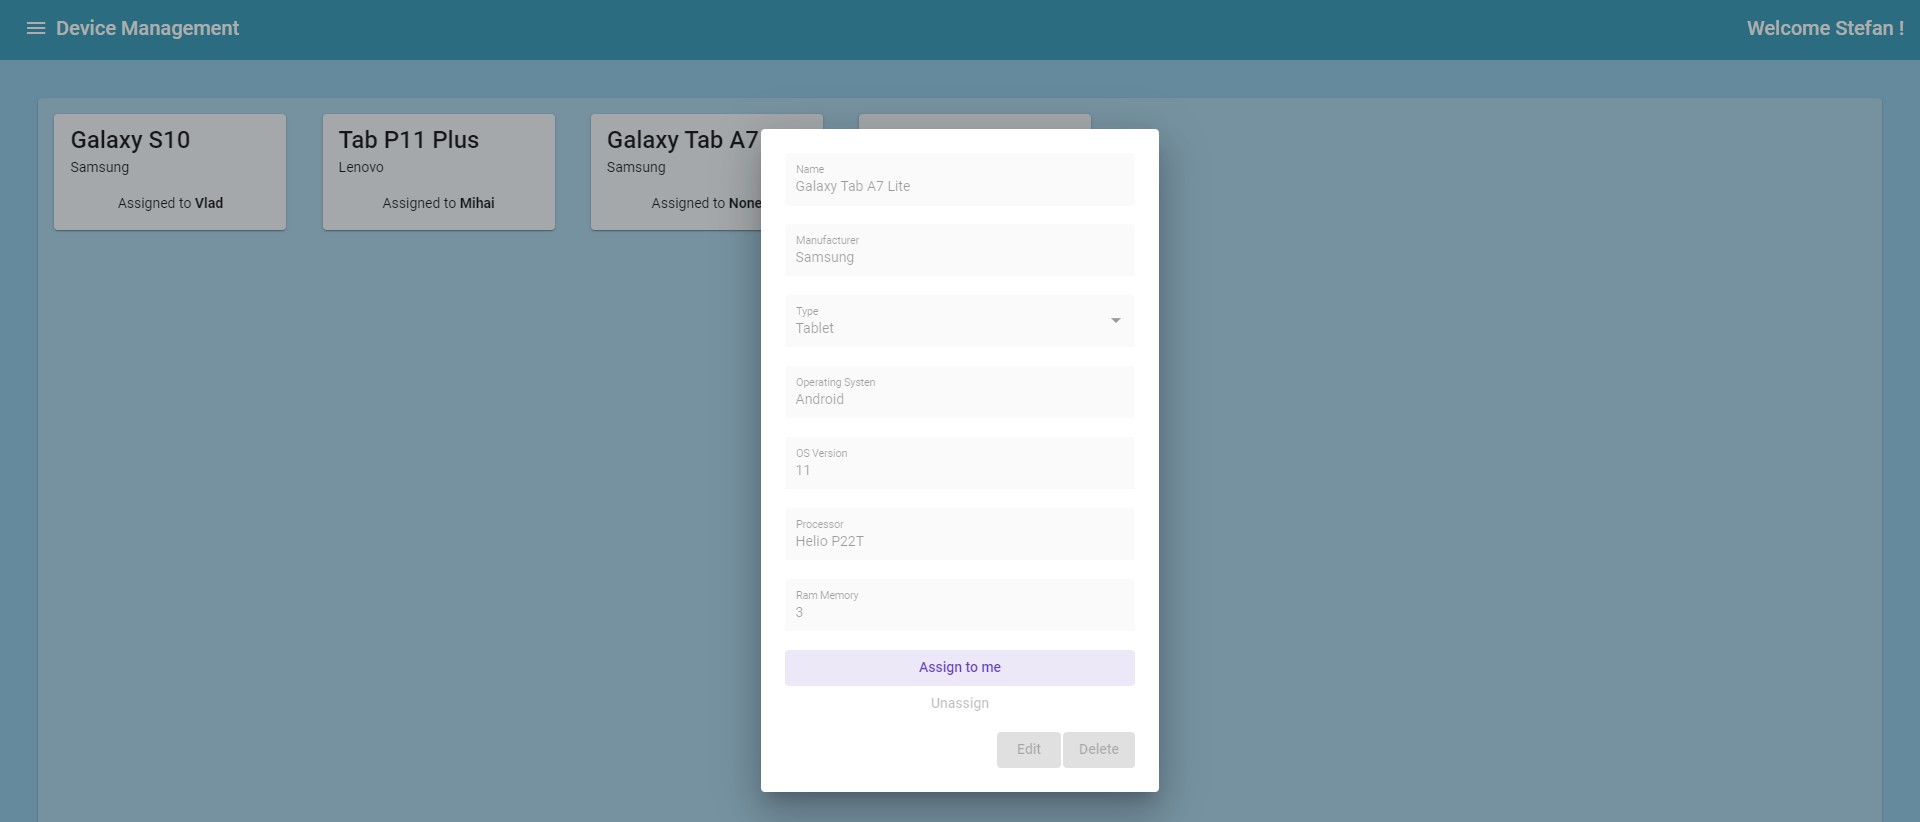 Device Management
Welcome Stefan !
Galaxy S10
Samsung
Assigned to Vlad
Tab P11 Plus
Lenovo
Assigned to Mihai
Galaxy Tab A7
Samsung
Assigned to None
Name
Galaxy Tab A7 Lite
Manufacturer
Samsung
Type
Tablet
Operating Systen
Android
OS Version
11
Processor
Helio P22T
Ram Memory
3
Assign to me
Unassign
Edit
Delete